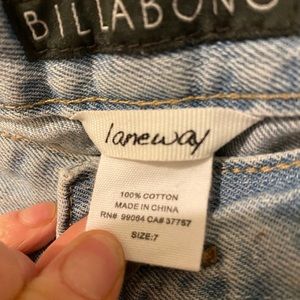 BILLABONG
laneway
100% COTTON
MADE IN CHINA
RN# 99064 CA# 37757
SIZE:7